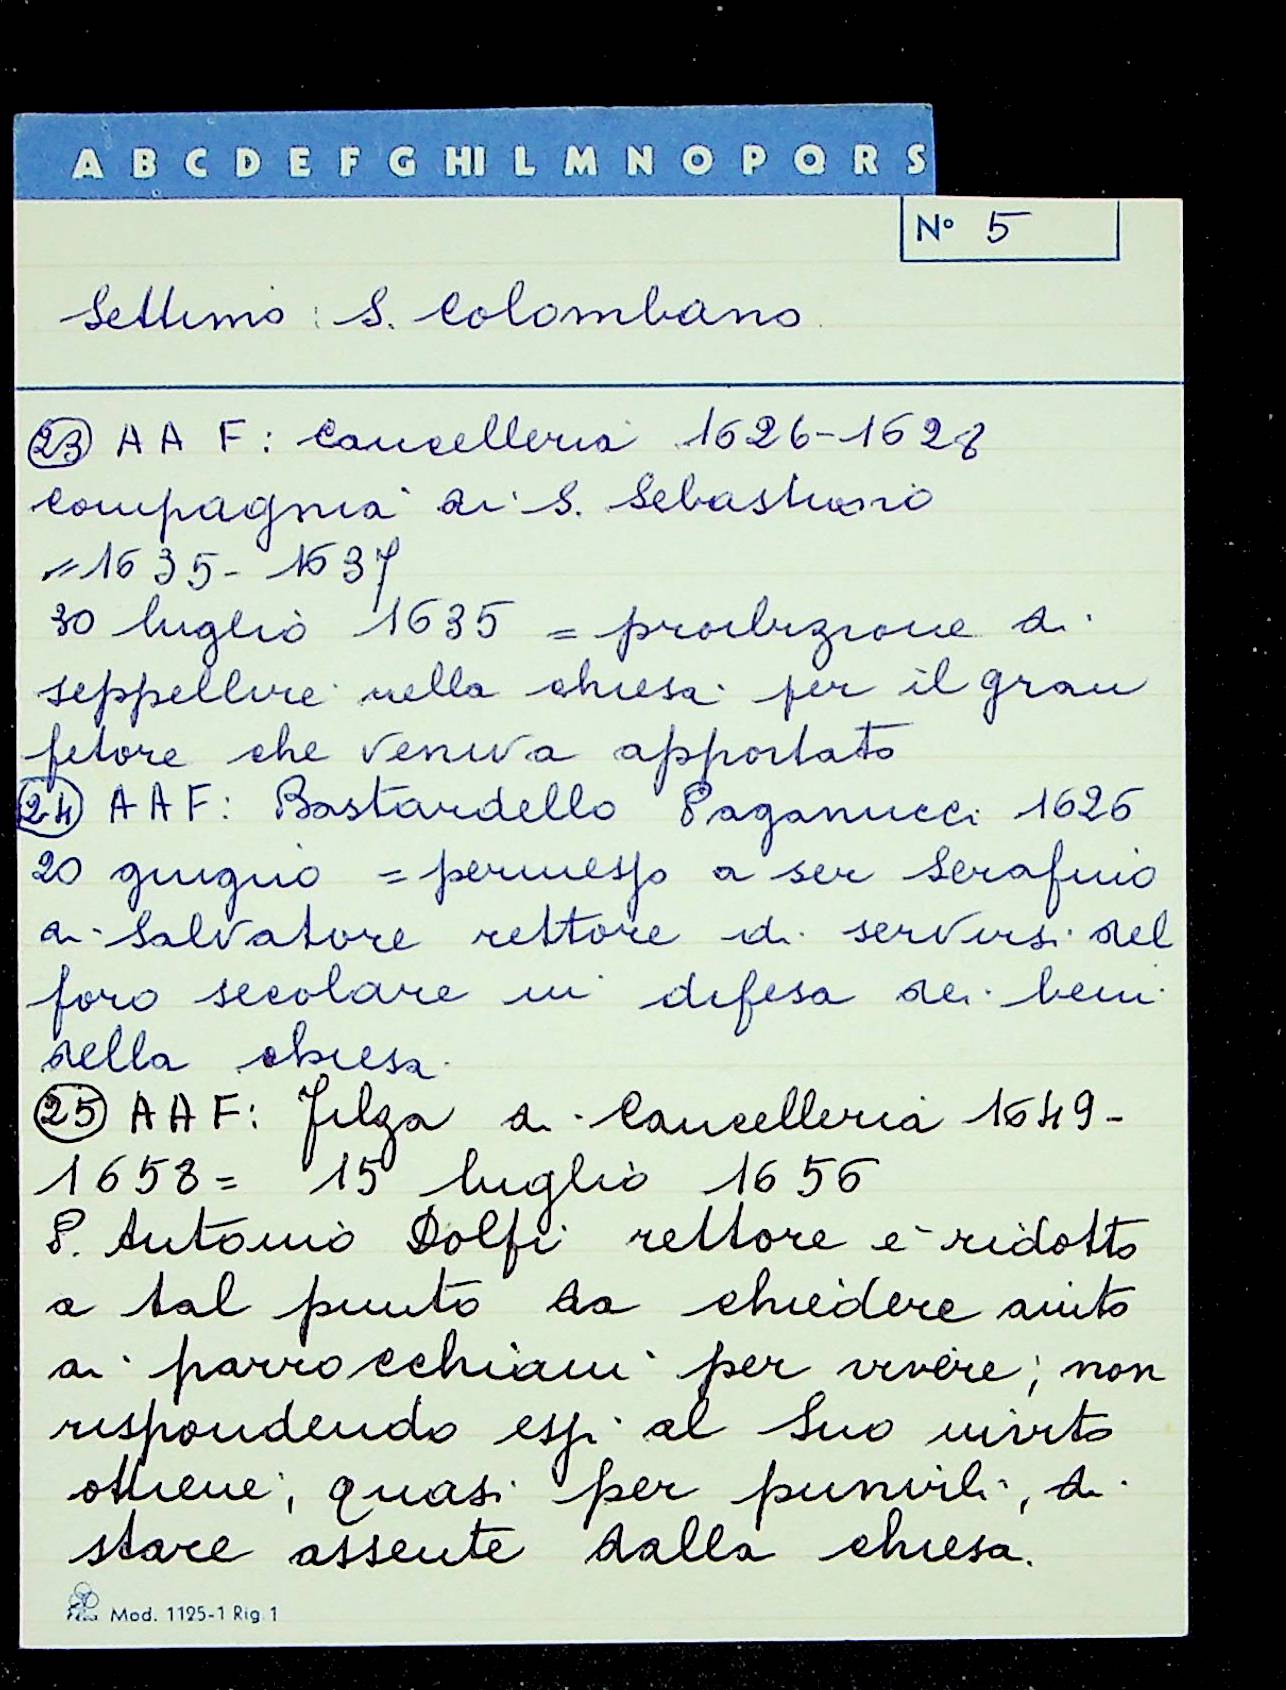 A B C D E F G HI L M N O P Q R S
N° 5
Settimo : S. Colombano
23 A A F : Cancelleria 1626-1628
Compagnia di S. Sebastiano
= 1635 - 1637
30 luglio 1635 = proibizione di
seppellire nella chiesa per il gran
fetore che veniva apportato
24 A A F : Bastardello Paganucci 1626
20 giugno = permesso a ser Serafino
di Salvatore rettore di servirsi del
foro secolare in difesa dei beni
della chiesa.
25 A A F : Filza di Cancelleria 1649-
1658 = 15 luglio 1656
P. Antonio Dolfi rettore è ridotto
a tal punto da chiedere aiuto
ai parrocchiani per vivere; non
rispondendo essi al Suo invito
ottiene, quasi per punirli, di
stare assente dalla chiesa.
Mod. 1125-1 Rig. 1